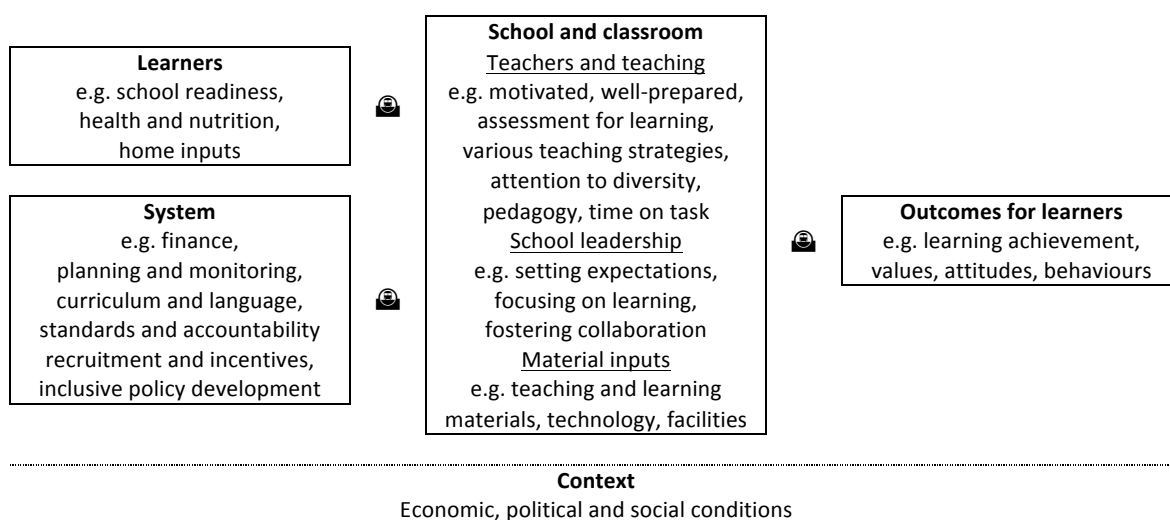 Learners
e.g. school readiness,
health and nutrition,
home inputs
System
e.g. finance,
planning and monitoring,
curriculum and language,
standards and accountability
recruitment and incentives,
inclusive policy development
School and classroom
Teachers and teaching
e.g. motivated, well-prepared,
assessment for learning,
various teaching strategies,
attention to diversity,
pedagogy, time on task
School leadership
e.g. setting expectations,
focusing on learning,
fostering collaboration
Material inputs
e.g. teaching and learning
materials, technology, facilities
Outcomes for learners
e.g. learning achievement,
values, attitudes, behaviours
Context
Economic, political and social conditions